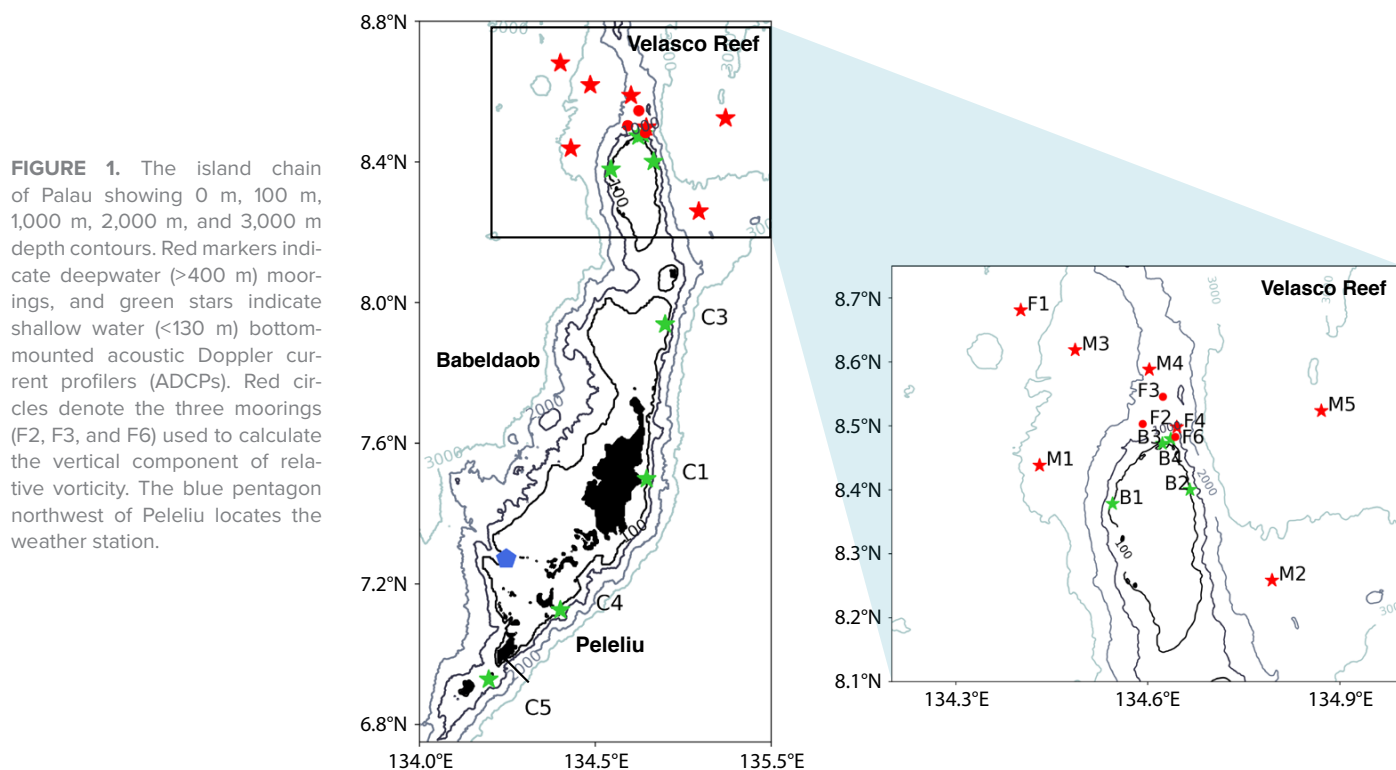 FIGURE 1. The island chain
of Palau showing 0 m, 100 m,
1,000 m, 2,000 m, and 3,000 m
depth contours. Red markers indi-
cate deepwater (>400 m) moor-
ings, and green stars indicate
shallow water (<130 m) bottom-
mounted acoustic Doppler cur-
rent profilers (ADCPs). Red cir-
cles denote the three moorings
(F2, F3, and F6) used to calculate
the vertical component of rela-
tive vorticity. The blue pentagon
northwest of Peleliu locates the
weather station.
8.8°N
8.4°N
8.0°N
7.6°N
7.2°N
6.8°N
134.0°E 134.5°E 135.5°E
Velasco Reef
100
C3
Babeldaob
2000
3000
C1
100
C4
Peleliu
C5
8.7°N
8.6°N
8.5°N
8.4°N
8.3°N
8.2°N
8.1°N
134.3°E 134.6°E 134.9°E
Velasco Reef
3000
F1
M3
M4
F3
M5
F2 F4
B3 F6
B4
M1
2000
B2
B1
100
M2